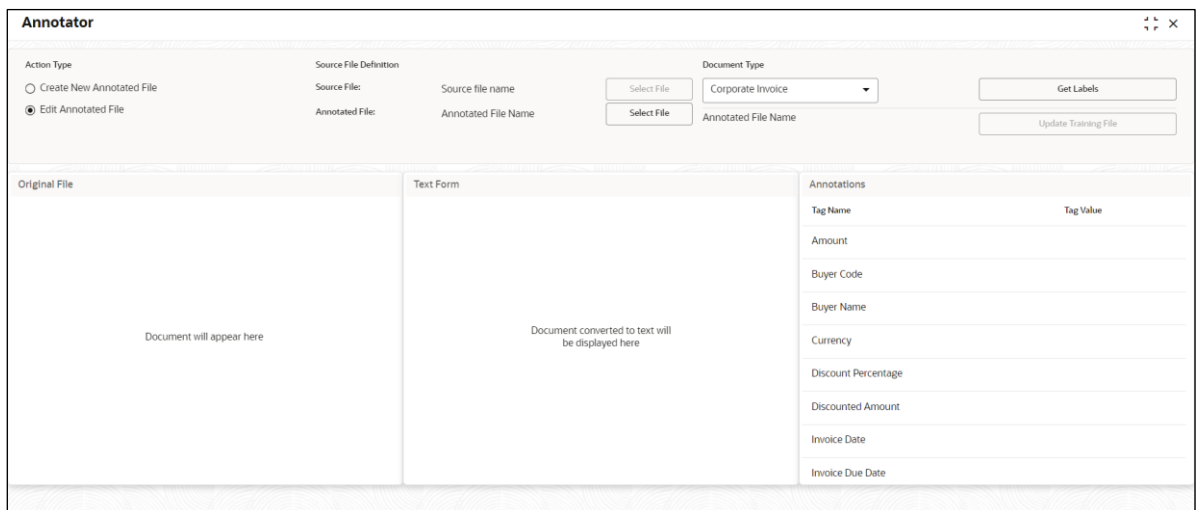 Annotator
Action Type
Source File Definition
Document Type
Create New Annotated File
Source File:
Source file name
Select File
Corporate Invoice
Get Labels
Edit Annotated File
Annotated File:
Annotated File Name
Select File
Annotated File Name
Update Training File
Original File
Text Form
Annotations
Tag Name
Tag Value
Amount
Buyer Code
Buyer Name
Document will appear here
Document converted to text will
be displayed here
Currency
Discount Percentage
Discounted Amount
Invoice Date
Invoice Due Date